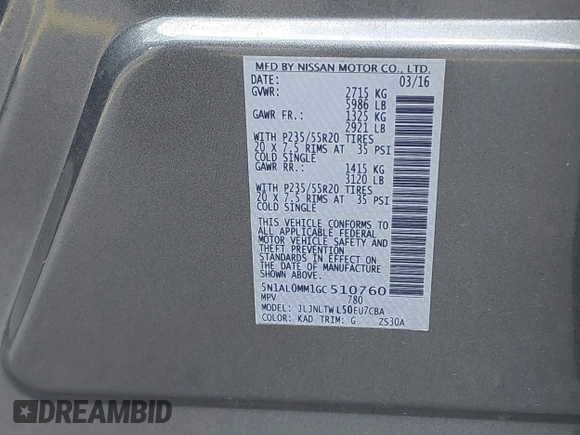 MFD BY NISSAN MOTOR CO., LTD.
DATE: 03/16
GVWR: 2715 KG
5986 LB
GAWR FR.: 1325 KG
2921 LB
WITH P235/55R20 TIRES
20 X 7.5 RIMS AT 35 PSI
COLD SINGLE
GAWR RR.: 1415 KG
3120 LB
WITH P235/55R20 TIRES
20 X 7.5 RIMS AT 35 PSI
COLD SINGLE
THIS VEHICLE CONFORMS TO
ALL APPLICABLE FEDERAL
MOTOR VEHICLE SAFETY AND
THEFT PREVENTION
STANDARDS IN EFFECT ON
THE DATE OF MANUFACTURE
SHOWN ABOVE.
5N1AL0MM1GC510760
MPV 780
MODEL: JLJNLTWL50EU7CBA
COLOR: KAD TRIM: G ZS30A
DREAMBID